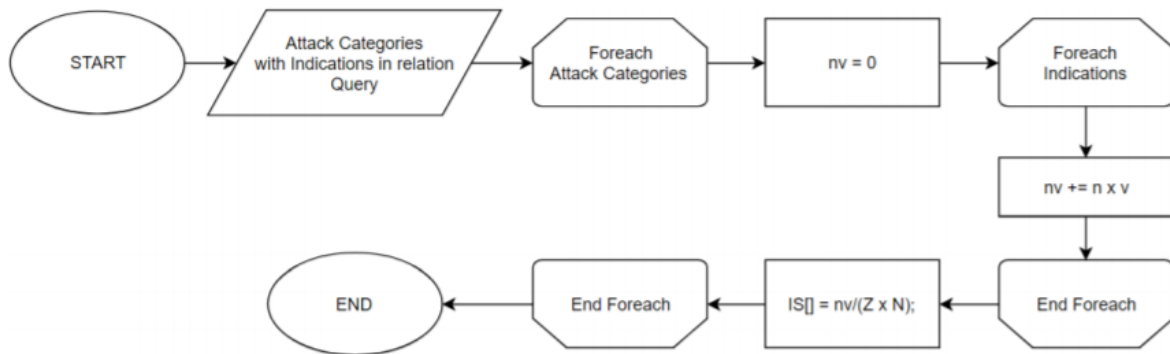 START
Attack Categories
with Indications in relation
Query
Foreach
Attack Categories
nv = 0
Foreach
Indications
nv += n x v
End Foreach
IS[] = nv/(Z x N);
End Foreach
END